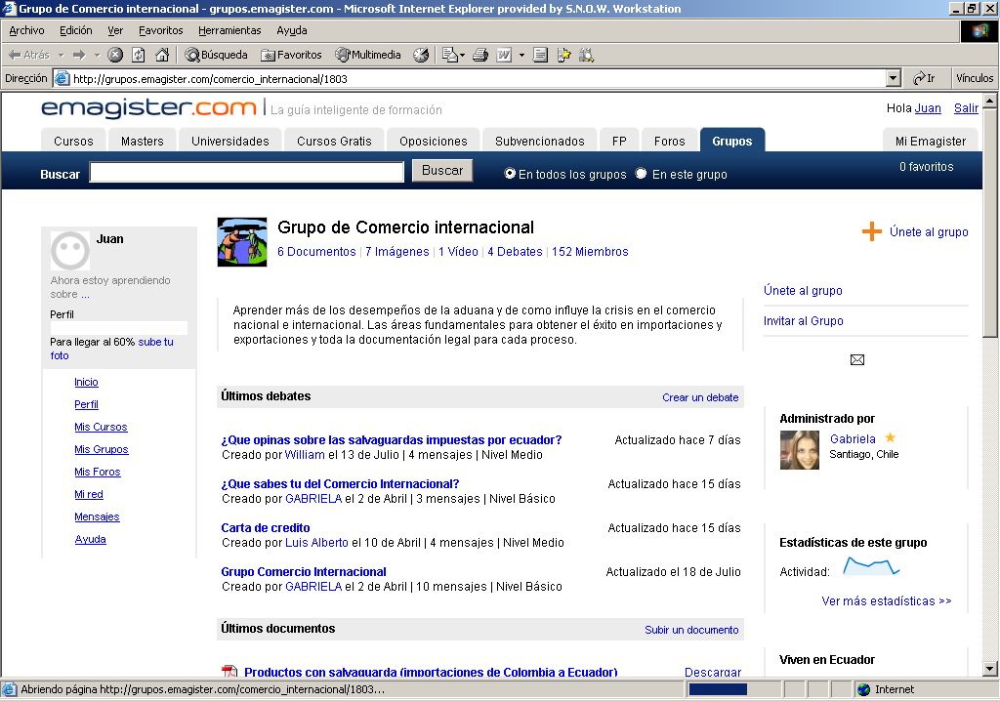 Grupo de Comercio internacional - grupos.emagister.com - Microsoft Internet Explorer provided by S.N.O.W. Workstation
Archivo Edición Ver Favoritos Herramientas Ayuda
Atrás Búsqueda Favoritos Multimedia
Dirección http://grupos.emagister.com/comercio_internacional/1803 Ir Vínculos
emagister.com | La guía inteligente de formación
Hola Juan Salir
Cursos Masters Universidades Cursos Gratis Oposiciones Subvencionados FP Foros Grupos Mi Emagister
Buscar Buscar En todos los grupos En este grupo 0 favoritos
Juan
Ahora estoy aprendiendo
sobre ...
Perfil
Para llegar al 60% sube tu
foto
Inicio
Perfil
Mis Cursos
Mis Grupos
Mis Foros
Mi red
Mensajes
Ayuda
Grupo de Comercio internacional
6 Documentos | 7 Imágenes | 1 Vídeo | 4 Debates | 152 Miembros
Aprender más de los desempeños de la aduana y de como influye la crisis en el comercio
nacional e internacional. Las áreas fundamentales para obtener el éxito en importaciones y
exportaciones y toda la documentación legal para cada proceso.
Últimos debates Crear un debate
¿Que opinas sobre las salvaguardas impuestas por ecuador? Actualizado hace 7 días
Creado por William el 13 de Julio | 4 mensajes | Nivel Medio
¿Que sabes tu del Comercio Internacional? Actualizado hace 15 días
Creado por GABRIELA el 2 de Abril | 3 mensajes | Nivel Básico
Carta de credito Actualizado hace 15 días
Creado por Luis Alberto el 10 de Abril | 4 mensajes | Nivel Medio
Grupo Comercio Internacional Actualizado el 18 de Julio
Creado por GABRIELA el 2 de Abril | 10 mensajes | Nivel Básico
Últimos documentos Subir un documento
Productos con salvaguarda (importaciones de Colombia a Ecuador) Descargar
Únete al grupo
Únete al grupo
Invitar al Grupo
Administrado por
Gabriela
Santiago, Chile
Estadísticas de este grupo
Actividad:
Ver más estadísticas >>
Viven en Ecuador
Abriendo página http://grupos.emagister.com/comercio_internacional/1803... Internet